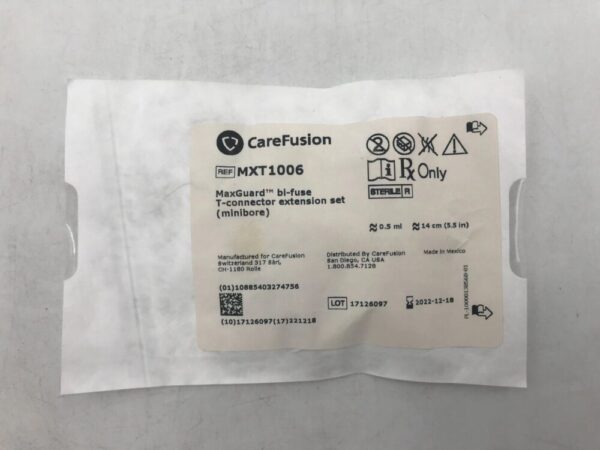 CareFusion
REF MXT1006
MaxGuard™ bi-fuse
T-connector extension set
(minibore)
2
i
Rx Only
STERILE R
≈ 0.5 ml ≈ 14 cm (5.5 in)
Manufactured for CareFusion
Switzerland 317 Sàrl,
CH-1180 Rolle
Distributed By CareFusion
San Diego, CA USA
1.800.854.7128
Made in Mexico
(01)10885403274756
LOT 17126097
2022-12-18
(10)17126097(17)221218